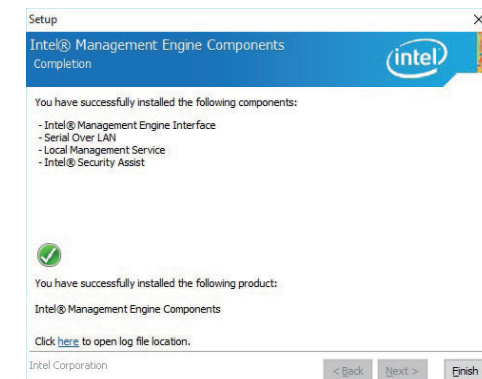 Setup
Intel® Management Engine Components
Completion
intel
You have successfully installed the following components:
- Intel® Management Engine Interface
- Serial Over LAN
- Local Management Service
- Intel® Security Assist
You have successfully installed the following product:
Intel® Management Engine Components
Click here to open log file location.
Intel Corporation
< Back Next > Finish